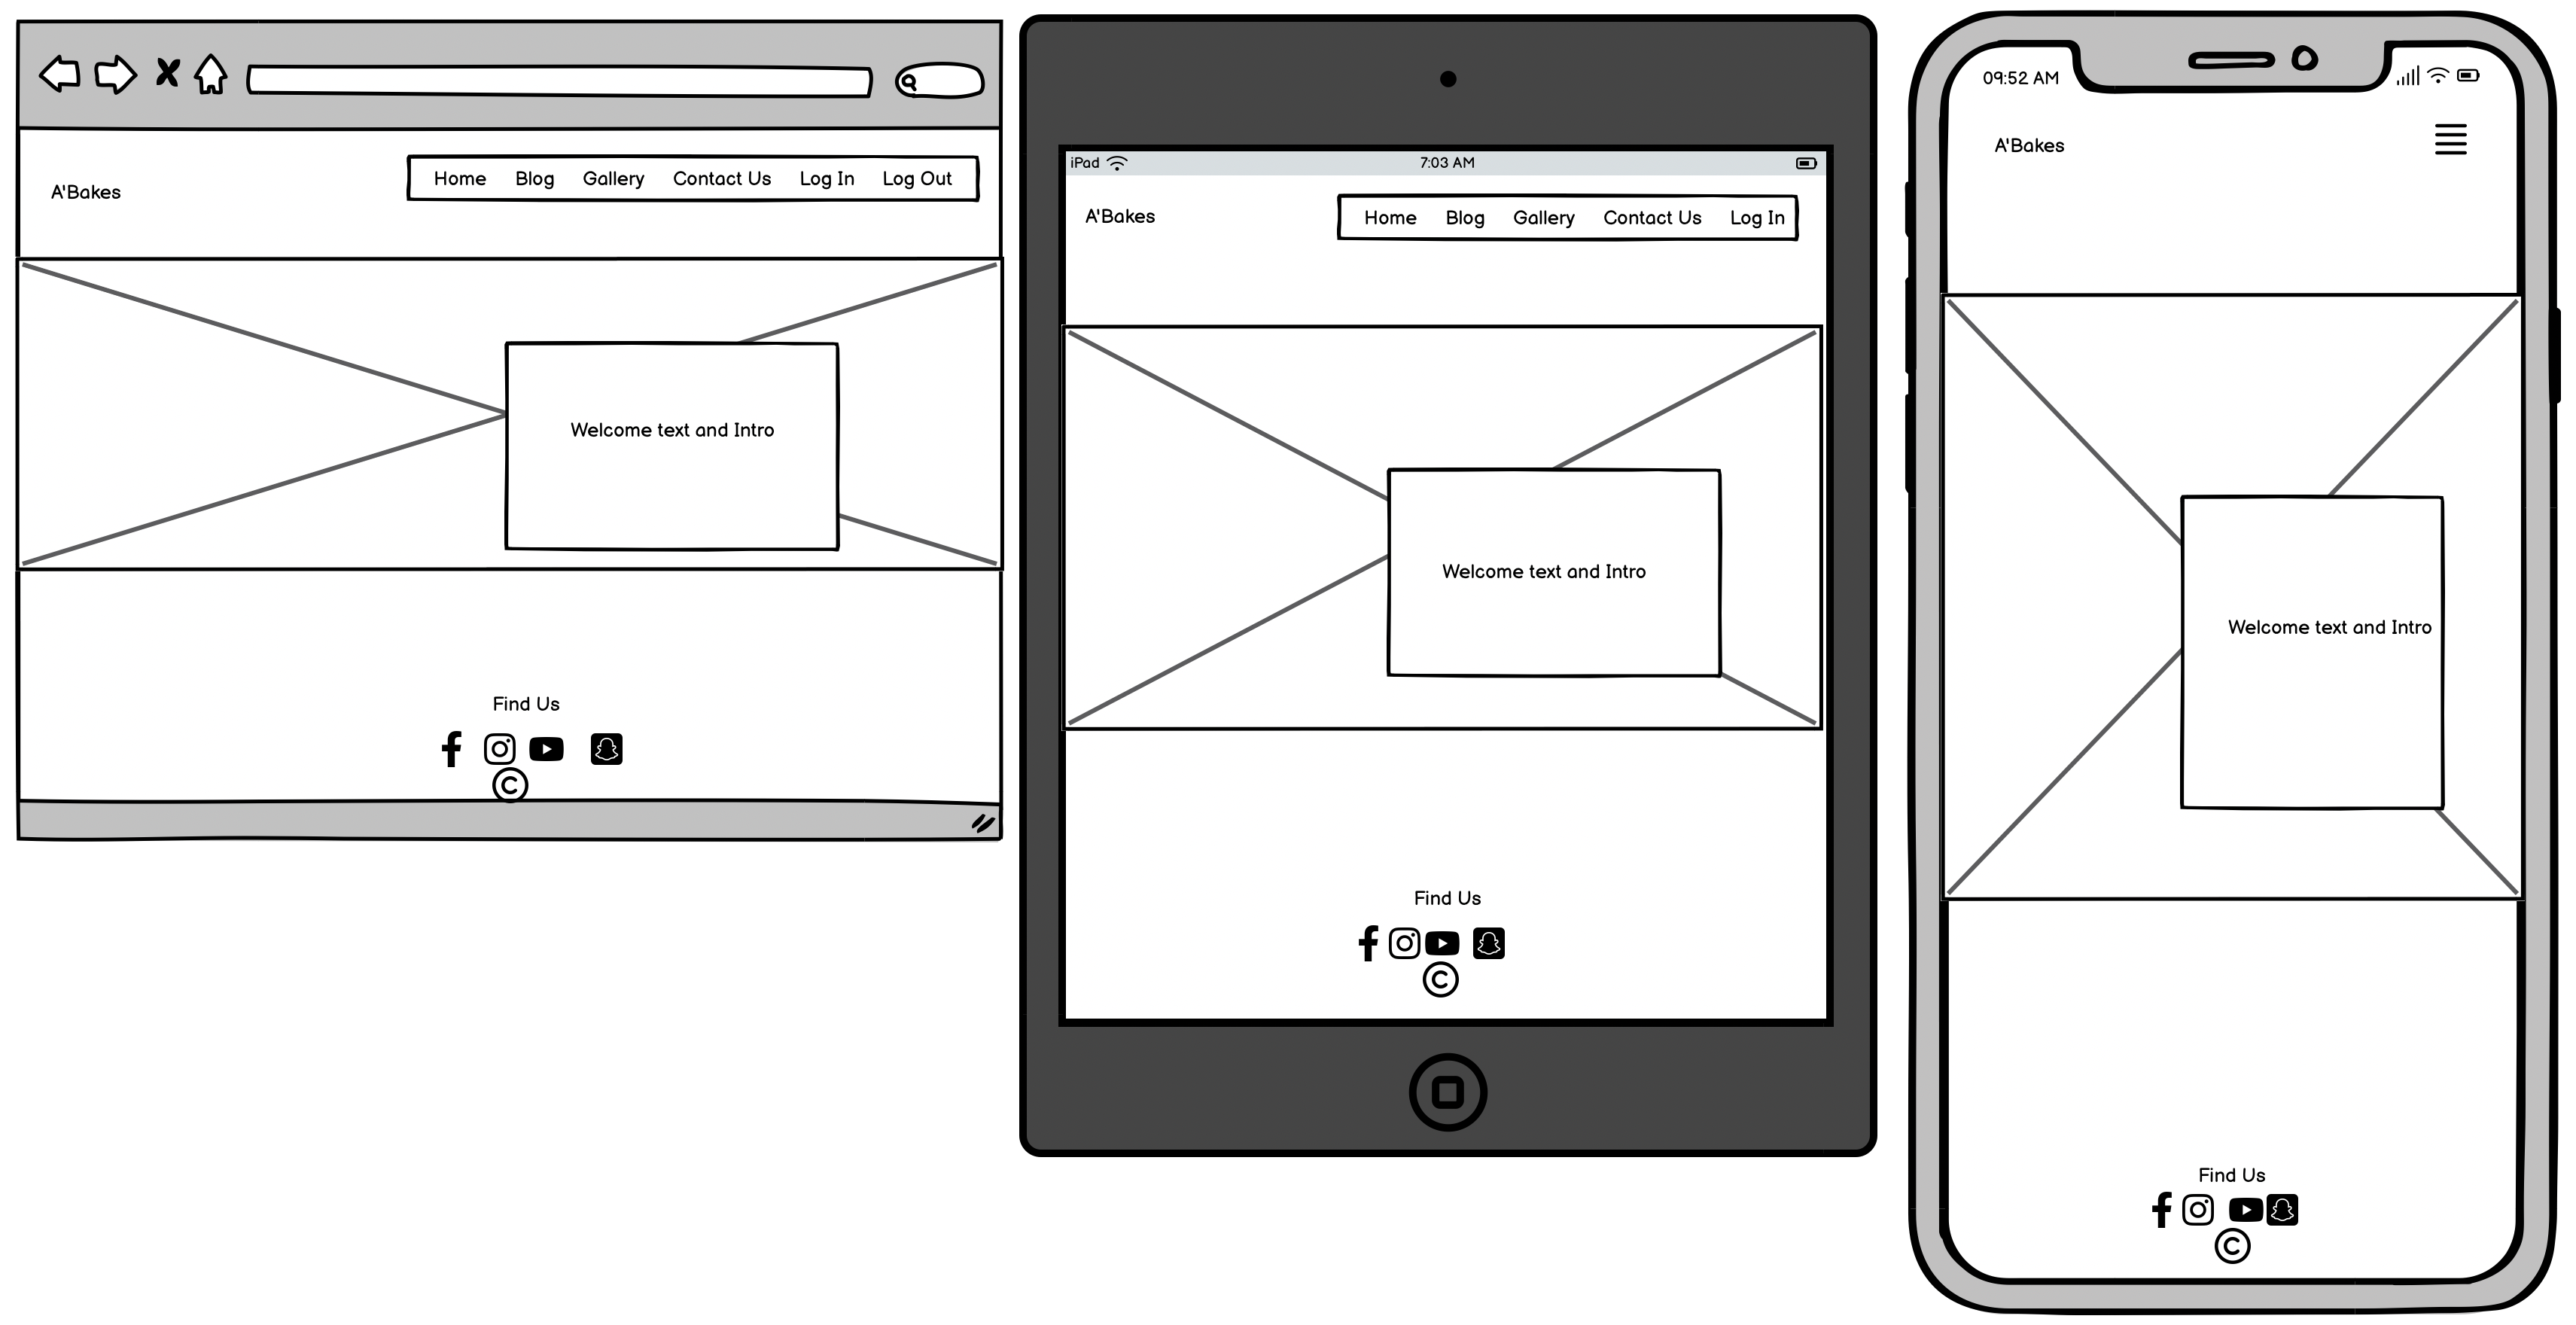 A'Bakes
Home Blog Gallery Contact Us Log In Log Out
Welcome text and Intro
Find Us
©
iPad 7:03 AM
A'Bakes
Home Blog Gallery Contact Us Log In
Welcome text and Intro
Find Us
©
09:52 AM
A'Bakes
Welcome text and Intro
Find Us
©